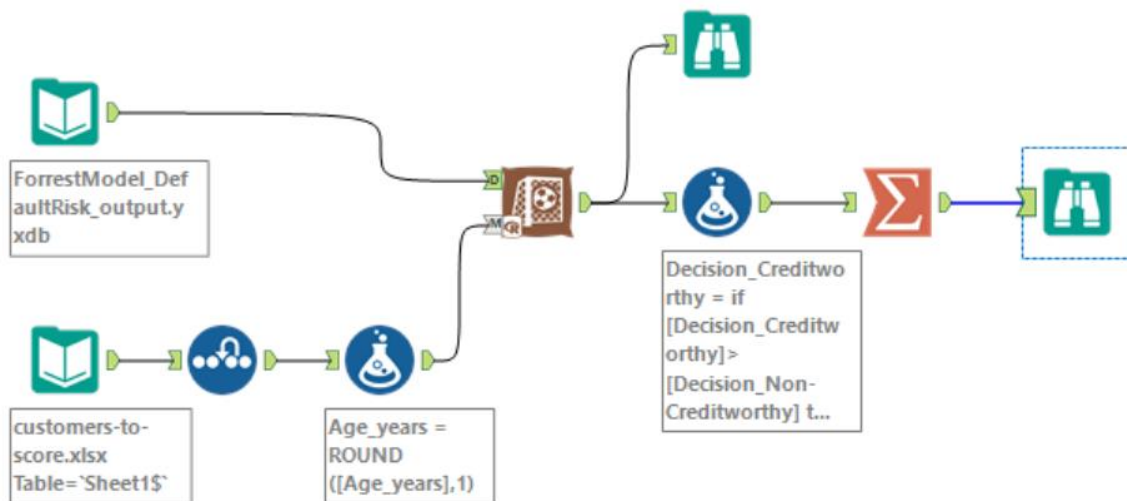 ForrestModel_Def
aultRisk_output.y
xdb
D
M
R
Decision_Creditwo
rthy = if
[Decision_Creditw
orthy]>
[Decision_Non-
Creditworthy] t...
customers-to-
score.xlsx
Table=`Sheet1$`
Age_years =
ROUND
([Age_years],1)